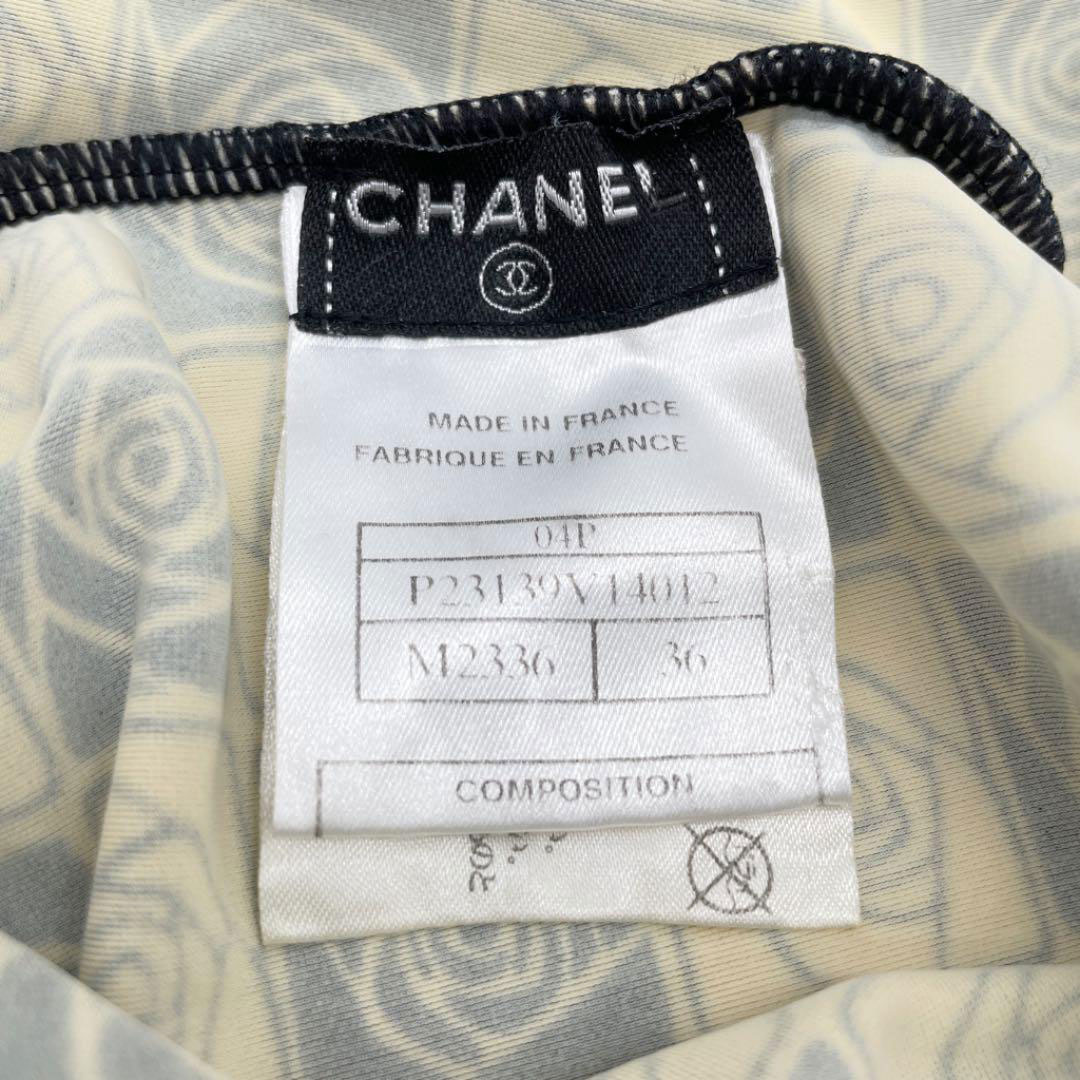 CHANEL
MADE IN FRANCE
FABRIQUE EN FRANCE
04P
P23139V14012
M2336 36
COMPOSITION